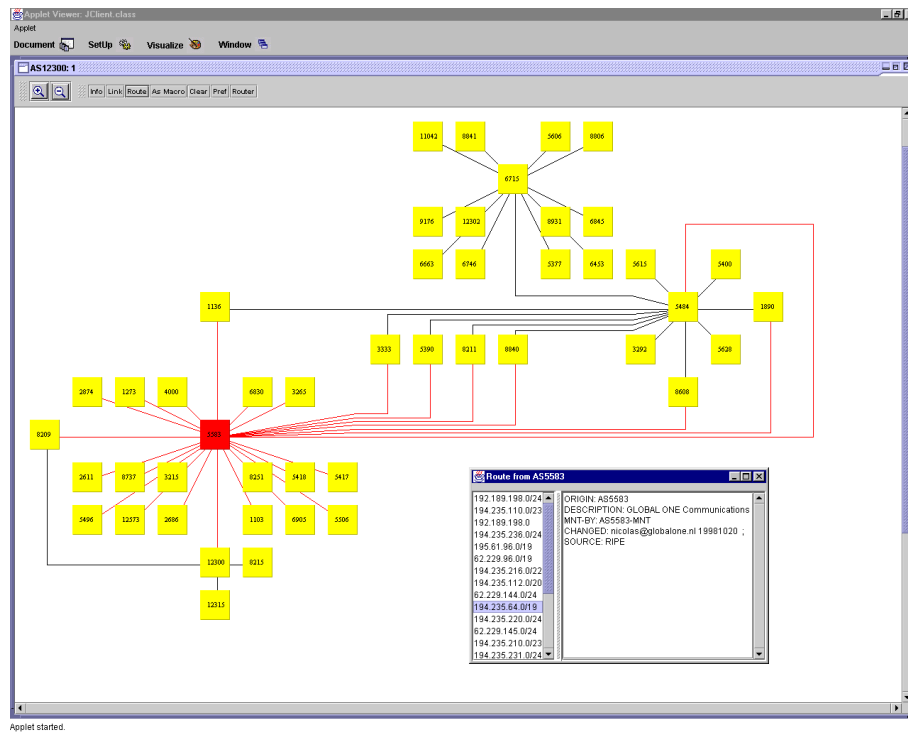 Applet Viewer: JClient.class
Applet
Document SetUp Visualize Window
AS12300: 1
Info Link Route As Macro Clear Pref Router
11042 8841 5606 8806
6715
9176 12302 8931 6845
6663 6746 5377 6453 5615 5400
1136 5484 1890
3333 5390 8211 8840 3292 5628
2874 1273 4000 6830 3265 8608
8209 5583
2611 8737 3215 8251 5418 5417
5496 12573 2686 1103 6905 5506
12300 8215
12315
Route from AS5583
192.189.198.0/24
194.235.110.0/23
192.189.198.0
194.235.236.0/24
195.61.96.0/19
62.229.96.0/19
194.235.216.0/22
194.235.112.0/20
62.229.144.0/24
194.235.64.0/19
194.235.220.0/24
62.229.145.0/24
194.235.210.0/23
194.235.231.0/24
ORIGIN: AS5583
DESCRIPTION: GLOBAL ONE Communications
MNT-BY: AS5583-MNT
CHANGED: nicolas@globalone.nl 19981020 ;
SOURCE: RIPE
Applet started.